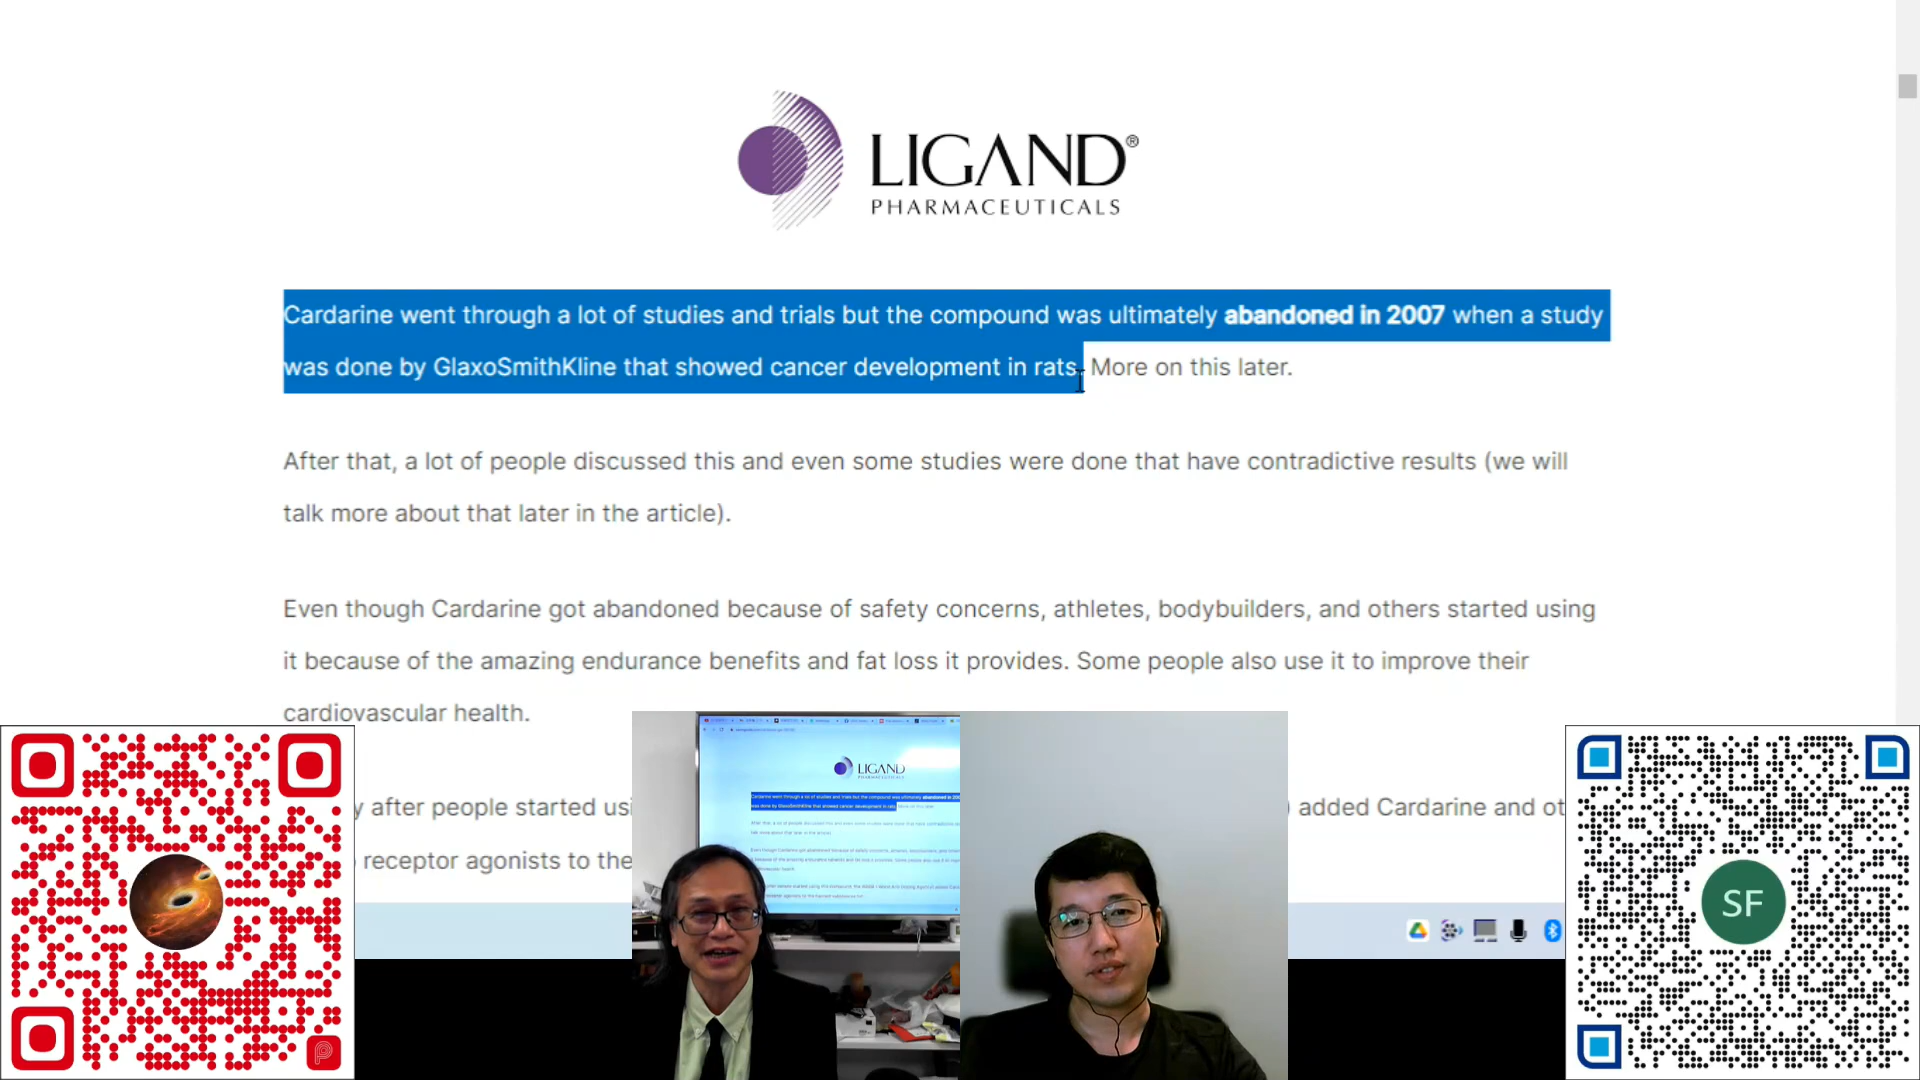 LIGAND®
PHARMACEUTICALS
Cardarine went through a lot of studies and trials but the compound was ultimately abandoned in 2007 when a study
was done by GlaxoSmithKline that showed cancer development in rats. More on this later.
After that, a lot of people discussed this and even some studies were done that have contradictive results (we will
talk more about that later in the article).
Even though Cardarine got abandoned because of safety concerns, athletes, bodybuilders, and others started using
it because of the amazing endurance benefits and fat loss it provides. Some people also use it to improve their
cardiovascular health.
y after people started usi
) added Cardarine and ot
receptor agonists to the
LIGAND
PHARMACEUTICALS
SF